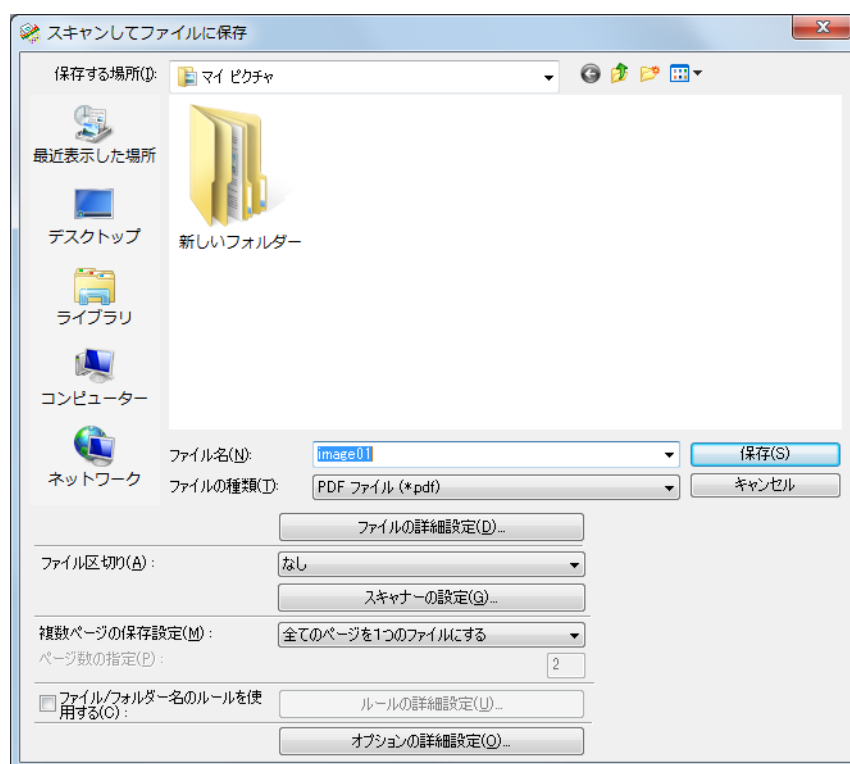 スキャンしてファイルに保存
保存する場所(I):
マイ ピクチャ
最近表示した場所
デスクトップ
ライブラリ
コンピューター
ネットワーク
新しいフォルダー
ファイル名(N):
image01
保存(S)
ファイルの種類(T):
PDF ファイル (*.pdf)
キャンセル
ファイルの詳細設定(D)...
ファイル区切り(A) :
なし
スキャナーの設定(G)...
複数ページの保存設定(M) :
全てのページを1つのファイルにする
ページ数の指定(P) :
2
ファイル/フォルダー名のルールを使
用する(C) :
ルールの詳細設定(U)...
オプションの詳細設定(O)...